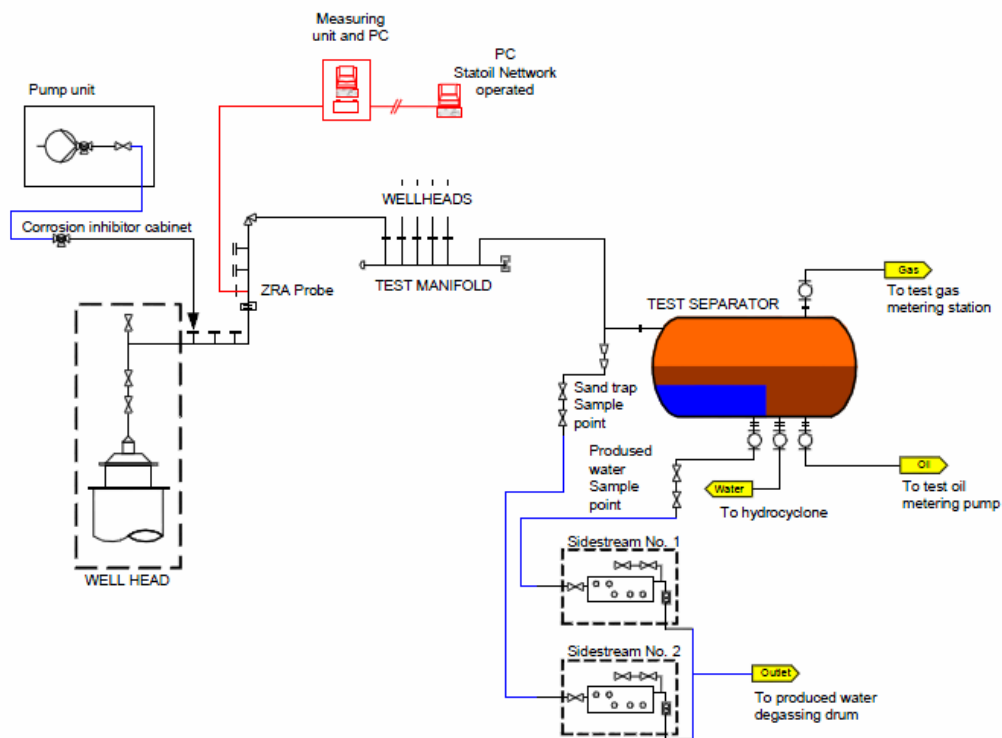 Measuring
unit and PC
PC
Statoil Nettwork
operated
Pump unit
WELLHEADS
Corrosion inhibitor cabinet
Gas
To test gas
metering station
ZRA Probe
TEST MANIFOLD
TEST SEPARATOR
Sand trap
Sample
point
Prodused
water
Sample
point
Oil
To test oil
metering pump
Water
To hydrocyclone
Sidestream No. 1
WELL HEAD
Sidestream No. 2
Outlet
To produced water
degassing drum